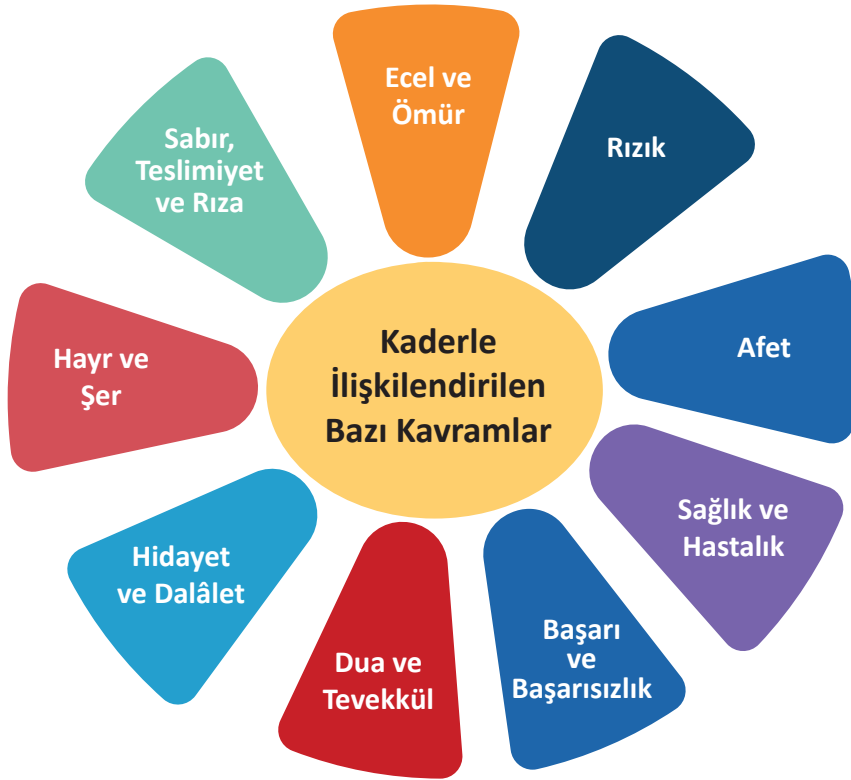 Kaderle
İlişkilendirilen
Bazı Kavramlar
Ecel ve
Ömür
Rızık
Afet
Sağlık ve
Hastalık
Başarı
ve
Başarısızlık
Dua ve
Tevekkül
Hidayet
ve Dalâlet
Hayr ve
Şer
Sabır,
Teslimiyet
ve Rıza